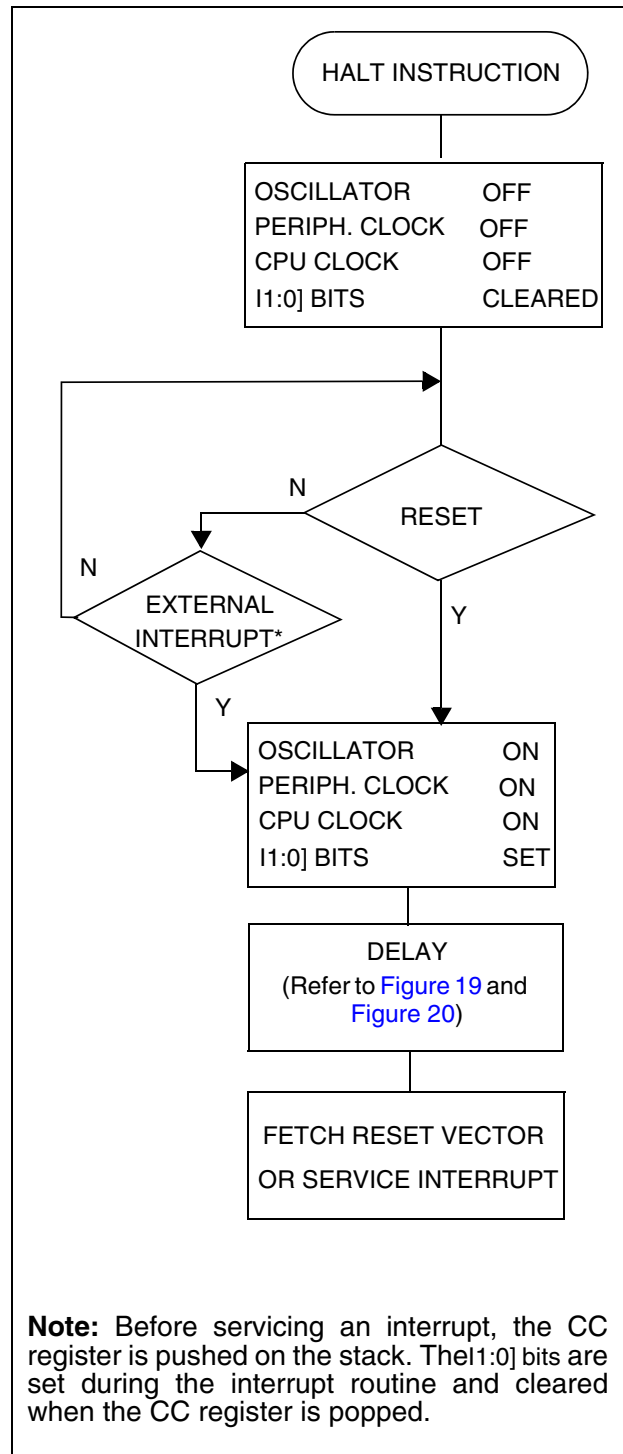 HALT INSTRUCTION
OSCILLATOR OFF
PERIPH. CLOCK OFF
CPU CLOCK OFF
I1:0] BITS CLEARED
N
RESET
N
EXTERNAL
INTERRUPT*
Y
Y
OSCILLATOR ON
PERIPH. CLOCK ON
CPU CLOCK ON
I1:0] BITS SET
DELAY
(Refer to Figure 19 and
Figure 20)
FETCH RESET VECTOR
OR SERVICE INTERRUPT
Note: Before servicing an interrupt, the CC
register is pushed on the stack. TheI1:0] bits are
set during the interrupt routine and cleared
when the CC register is popped.